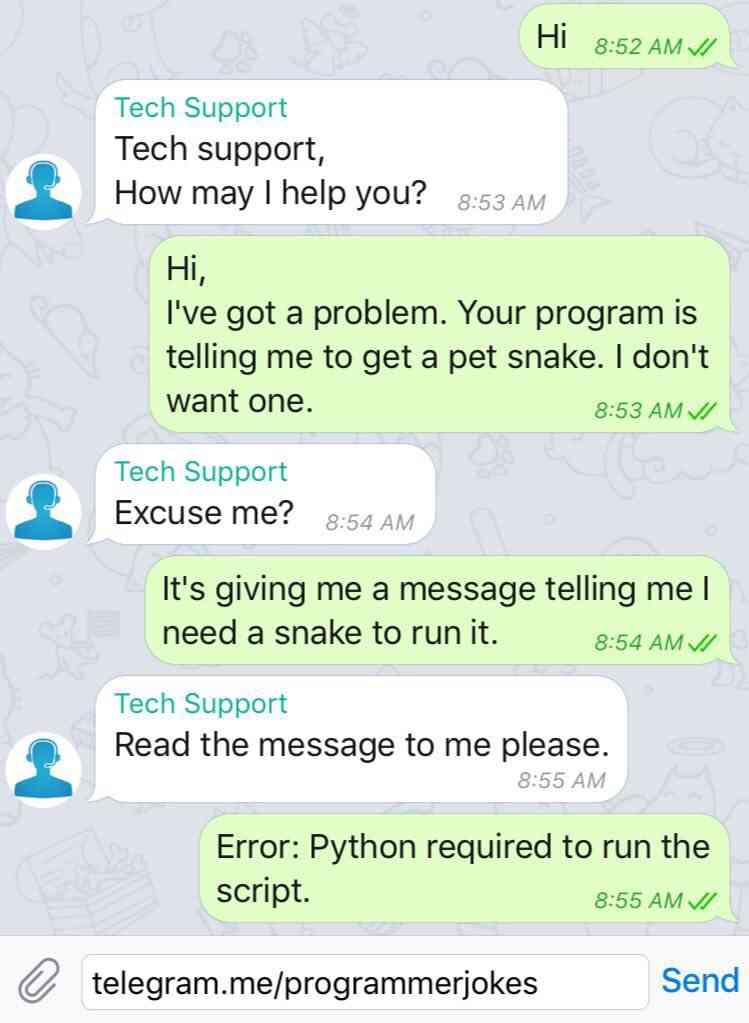 Hi
8:52 AM
Tech Support
Tech support,
How may I help you?
8:53 AM
Hi,
I've got a problem. Your program is
telling me to get a pet snake. I don't
want one.
8:53 AM
Tech Support
Excuse me?
8:54 AM
It's giving me a message telling me I
need a snake to run it.
8:54 AM
Tech Support
Read the message to me please.
8:55 AM
Error: Python required to run the
script.
8:55 AM
telegram.me/programmerjokes
Send